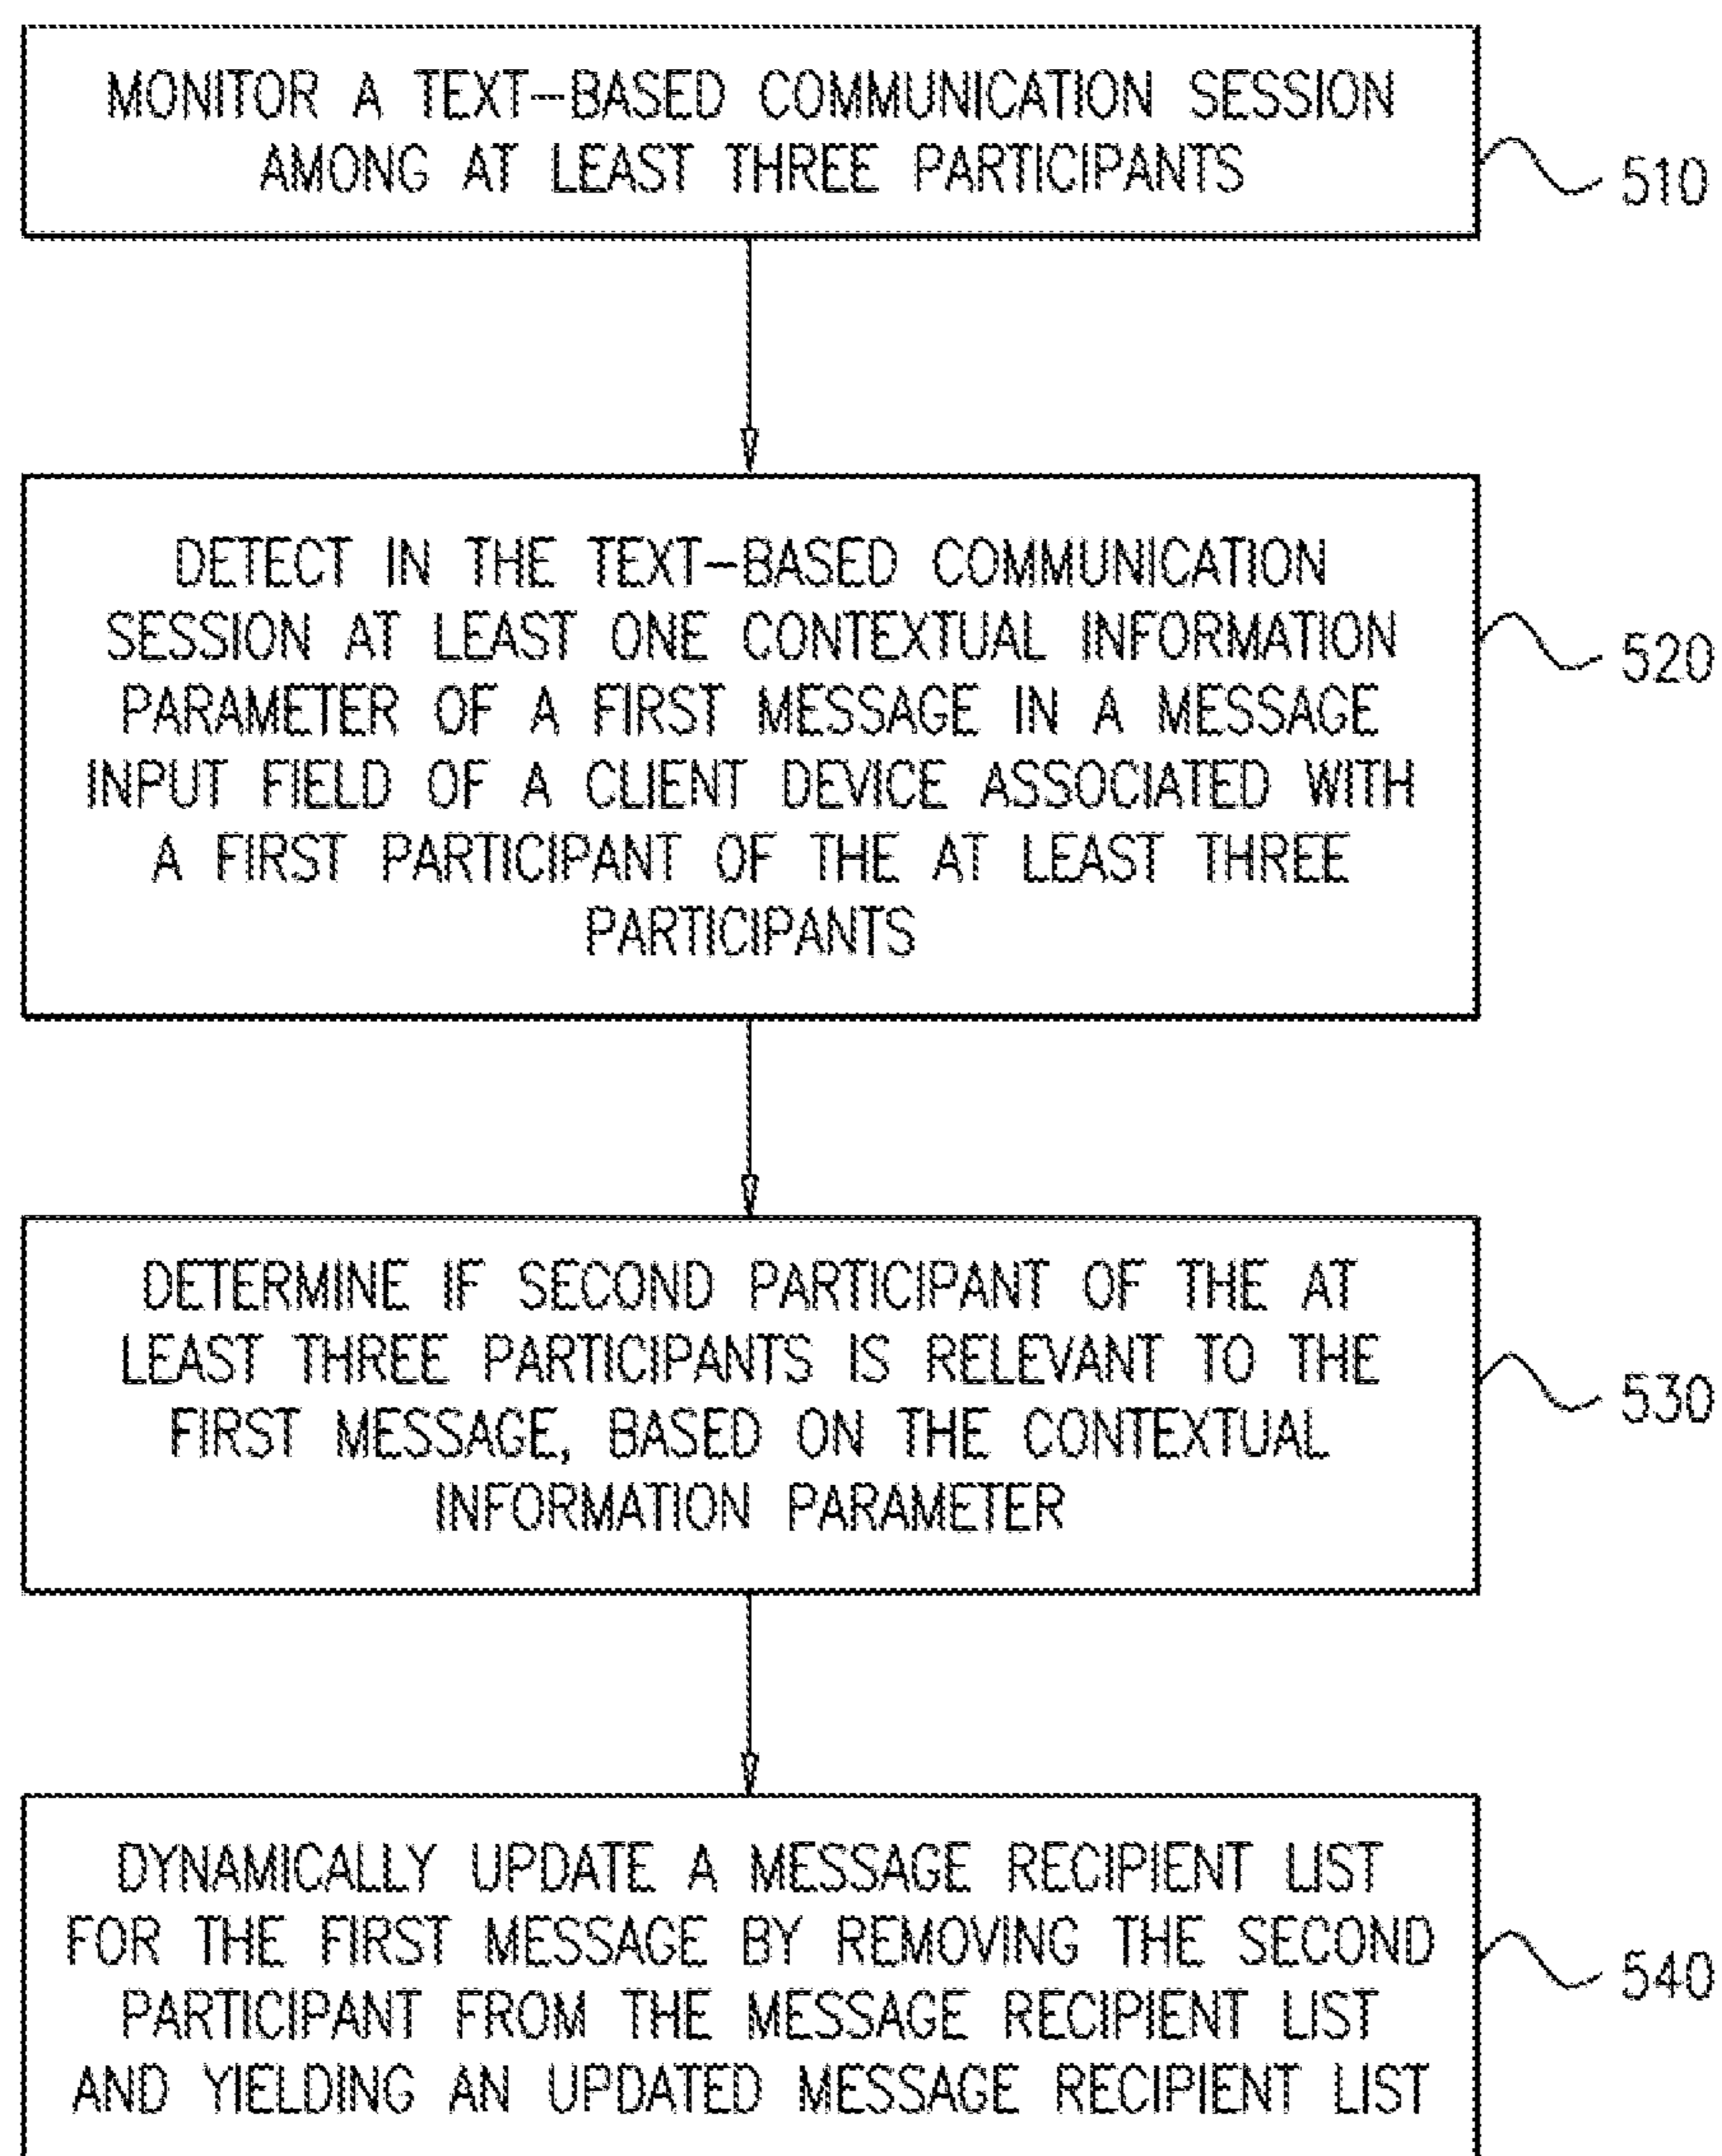 MONITOR A TEXT-BASED COMMUNICATION SESSION
AMONG AT LEAST THREE PARTICIPANTS
510
DETECT IN THE TEXT-BASED COMMUNICATION
SESSION AT LEAST ONE CONTEXTUAL INFORMATION
PARAMETER OF A FIRST MESSAGE IN A MESSAGE
INPUT FIELD OF A CLIENT DEVICE ASSOCIATED WITH
A FIRST PARTICIPANT OF THE AT LEAST THREE
PARTICIPANTS
520
DETERMINE IF SECOND PARTICIPANT OF THE AT
LEAST THREE PARTICIPANTS IS RELEVANT TO THE
FIRST MESSAGE, BASED ON THE CONTEXTUAL
INFORMATION PARAMETER
530
DYNAMICALLY UPDATE A MESSAGE RECIPIENT LIST
FOR THE FIRST MESSAGE BY REMOVING THE SECOND
PARTICIPANT FROM THE MESSAGE RECIPIENT LIST
AND YIELDING AN UPDATED MESSAGE RECIPIENT LIST
540